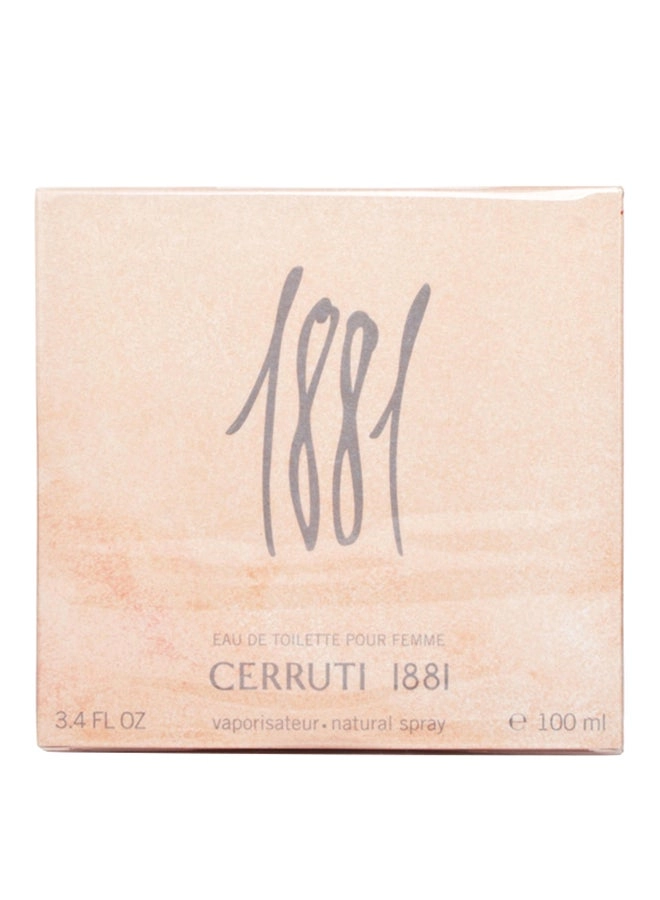 1881
EAU DE TOILETTE POUR FEMME
CERRUTI 1881
3.4 FL OZ vaporisateur • natural spray ℮ 100 ml